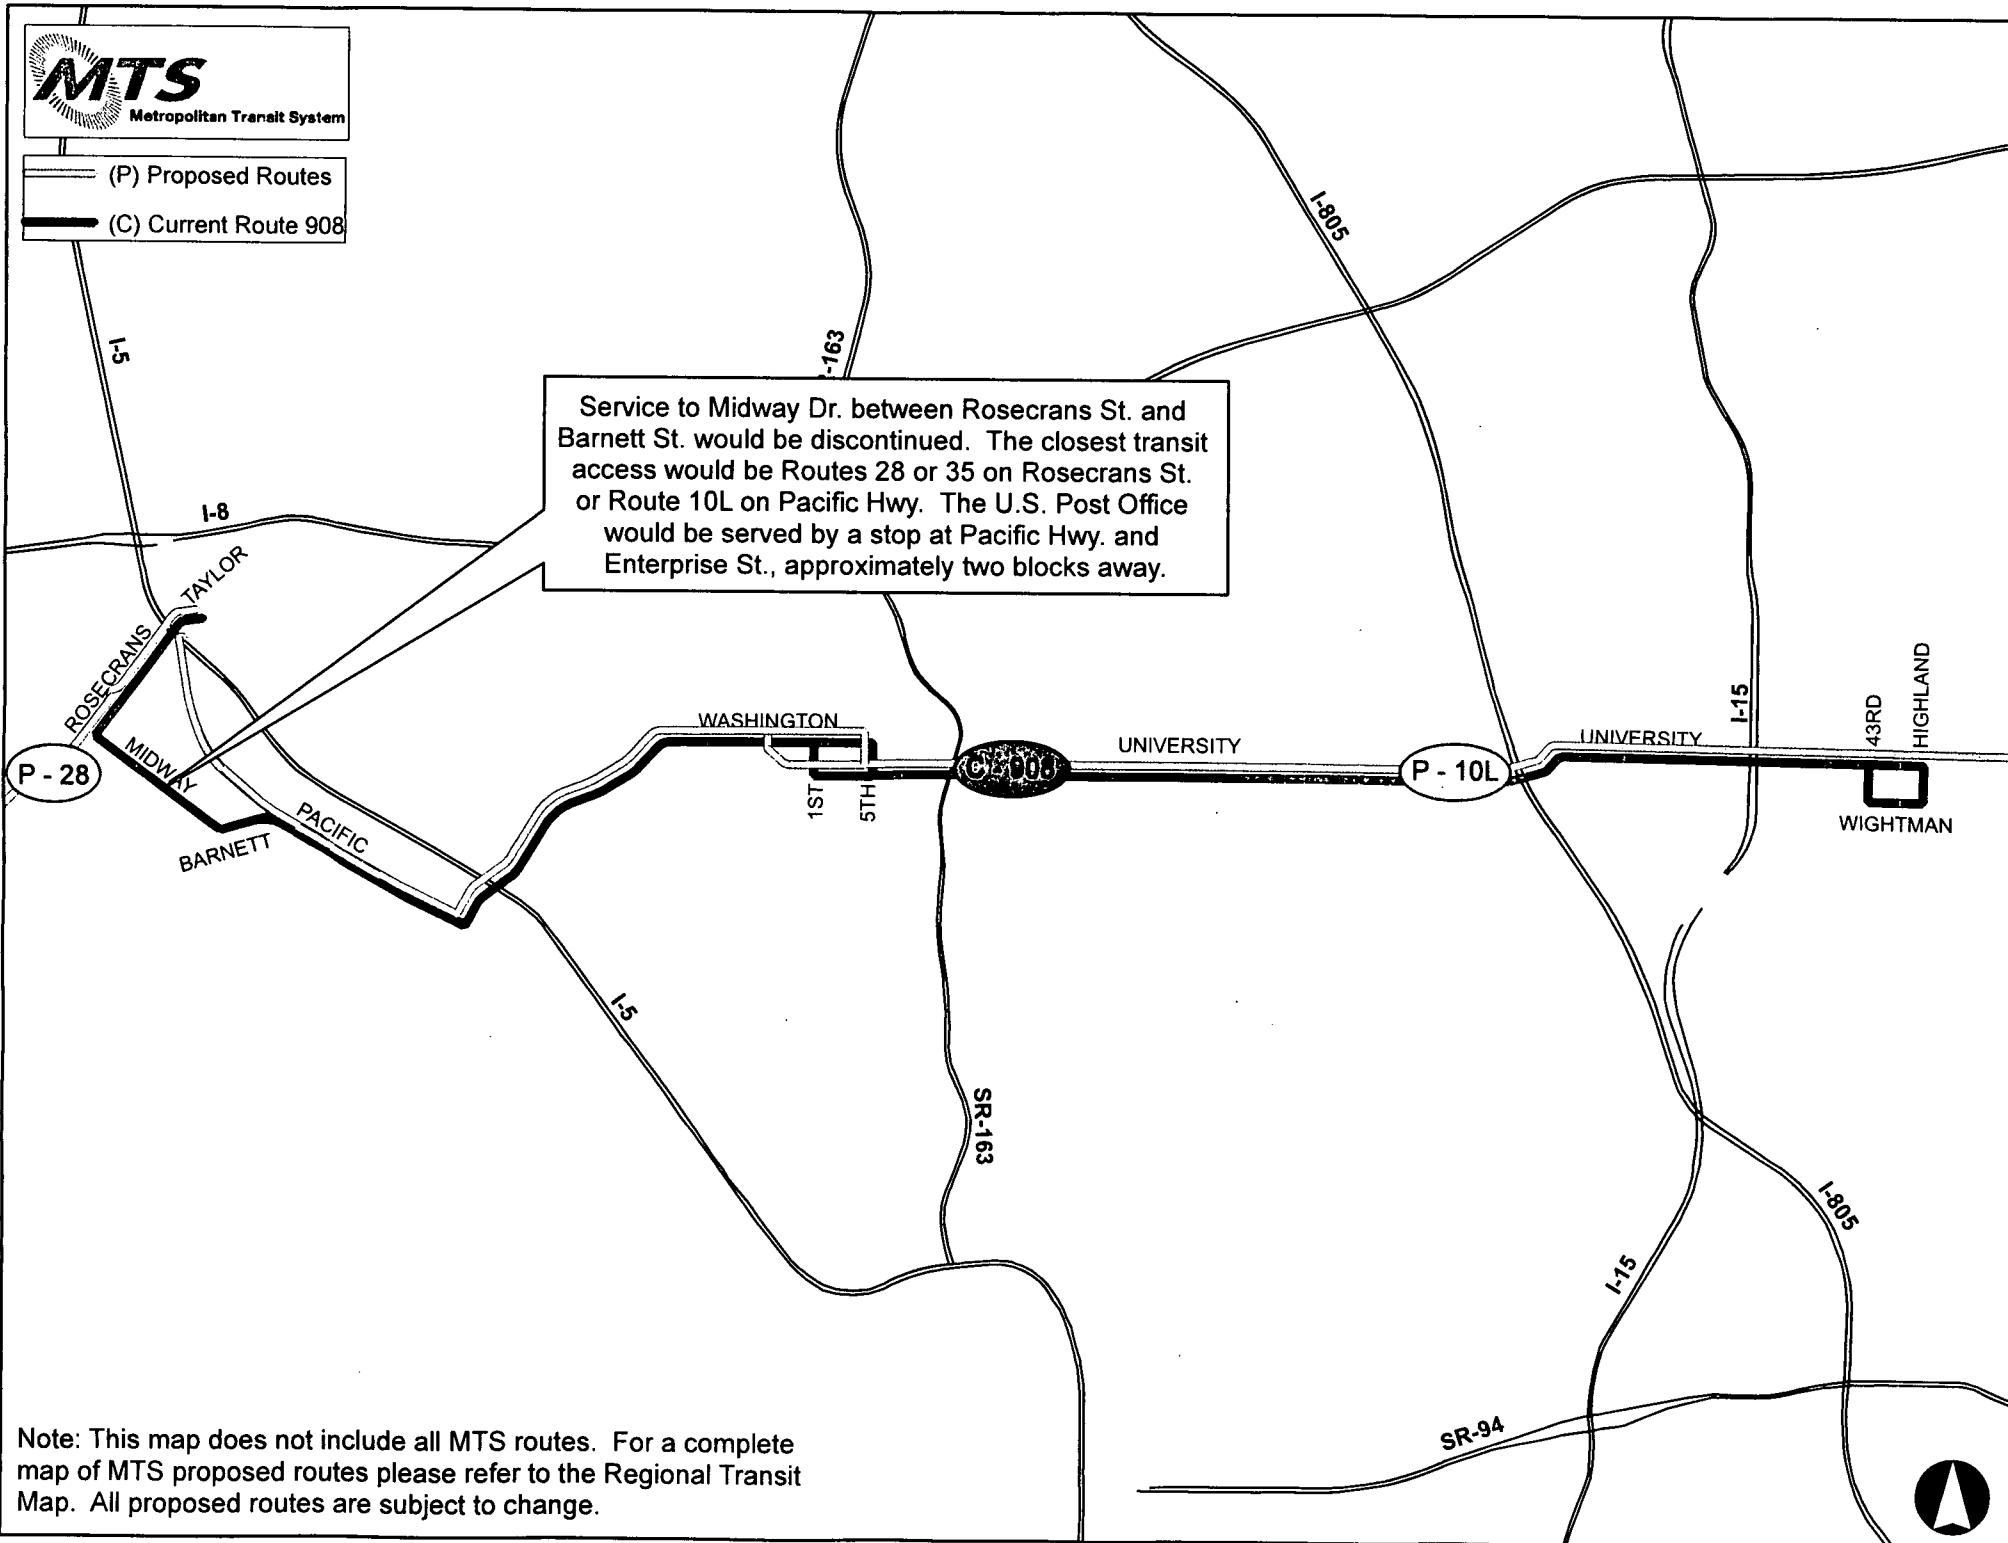 MTS
Metropolitan Transit System
(P) Proposed Routes
(C) Current Route 908
I-5
-163
I-805
Service to Midway Dr. between Rosecrans St. and
Barnett St. would be discontinued. The closest transit
access would be Routes 28 or 35 on Rosecrans St.
or Route 10L on Pacific Hwy. The U.S. Post Office
would be served by a stop at Pacific Hwy. and
Enterprise St., approximately two blocks away.
I-8
TAYLOR
ROSECRANS
P - 28
MIDWAY
BARNETT
PACIFIC
WASHINGTON
1ST
5TH
C - 908
UNIVERSITY
P - 10L
UNIVERSITY
I-15
43RD
HIGHLAND
WIGHTMAN
I-5
SR-163
I-805
I-15
SR-94
Note: This map does not include all MTS routes. For a complete
map of MTS proposed routes please refer to the Regional Transit
Map. All proposed routes are subject to change.